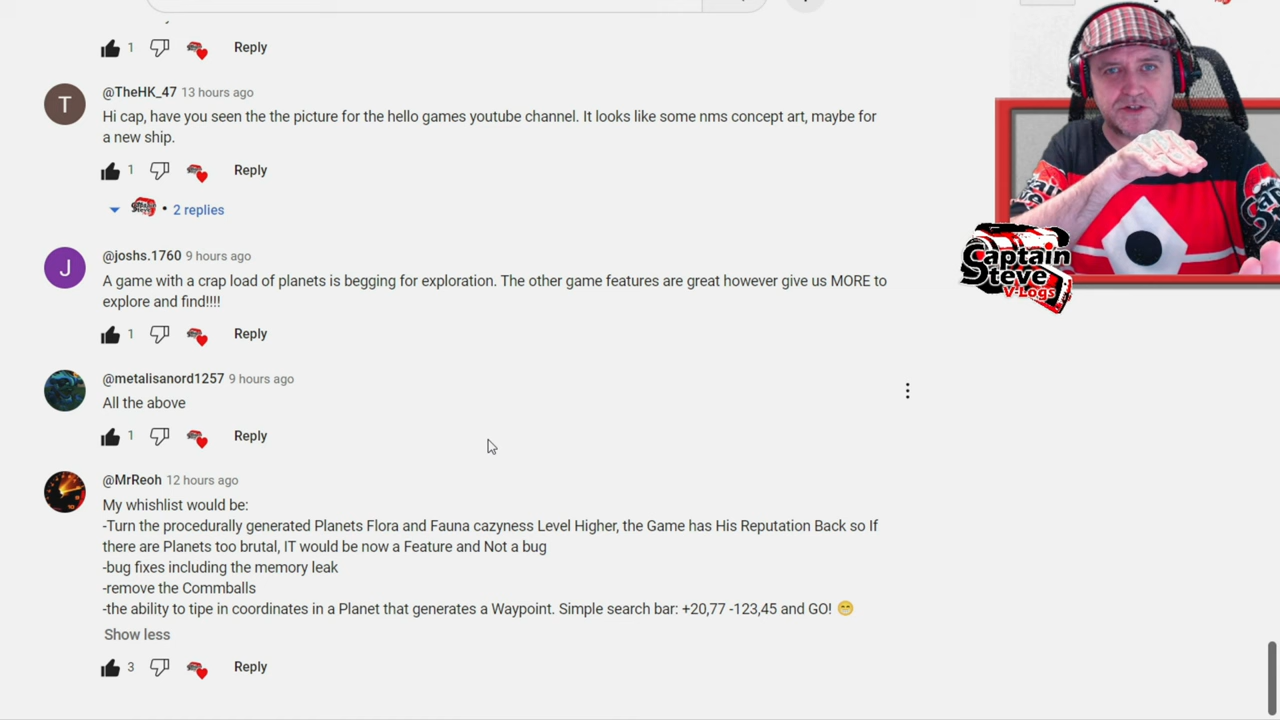 1 Reply
T @TheHK_47 13 hours ago
Hi cap, have you seen the the picture for the hello games youtube channel. It looks like some nms concept art, maybe for
a new ship.
1 Reply
• 2 replies
J @joshs.1760 9 hours ago
A game with a crap load of planets is begging for exploration. The other game features are great however give us MORE to
explore and find!!!!
1 Reply
@metalisanord1257 9 hours ago
All the above
1 Reply
@MrReoh 12 hours ago
My whishlist would be:
-Turn the procedurally generated Planets Flora and Fauna cazyness Level Higher, the Game has His Reputation Back so If
there are Planets too brutal, IT would be now a Feature and Not a bug
-bug fixes including the memory leak
-remove the Commballs
-the ability to tipe in coordinates in a Planet that generates a Waypoint. Simple search bar: +20,77 -123,45 and GO! 😁
Show less
3 Reply
Captain
Steve
V-Logs